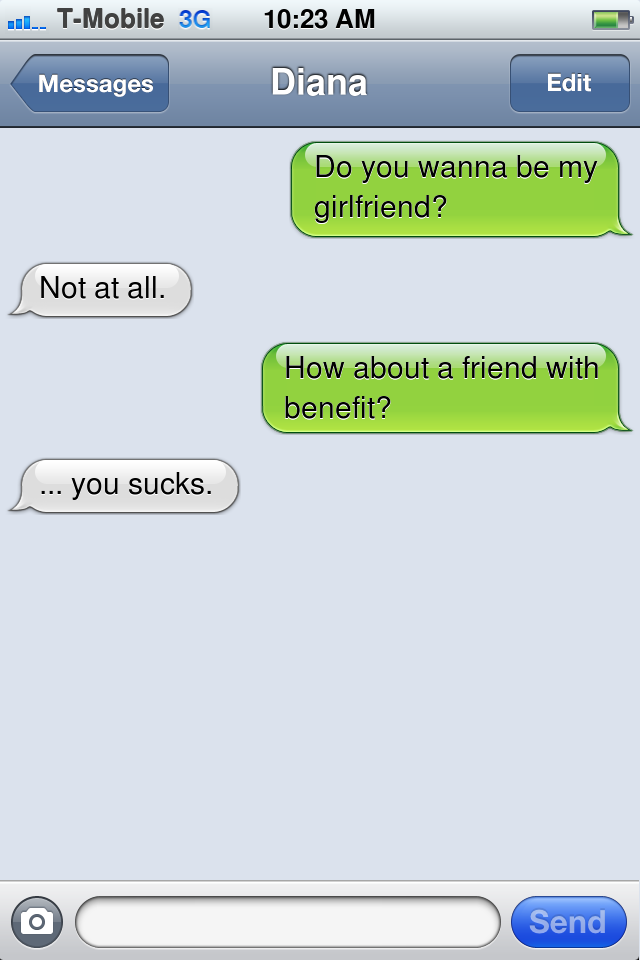 T-Mobile 3G 10:23 AM
Messages Diana Edit
Do you wanna be my
girlfriend?
Not at all.
How about a friend with
benefit?
... you sucks.
Send